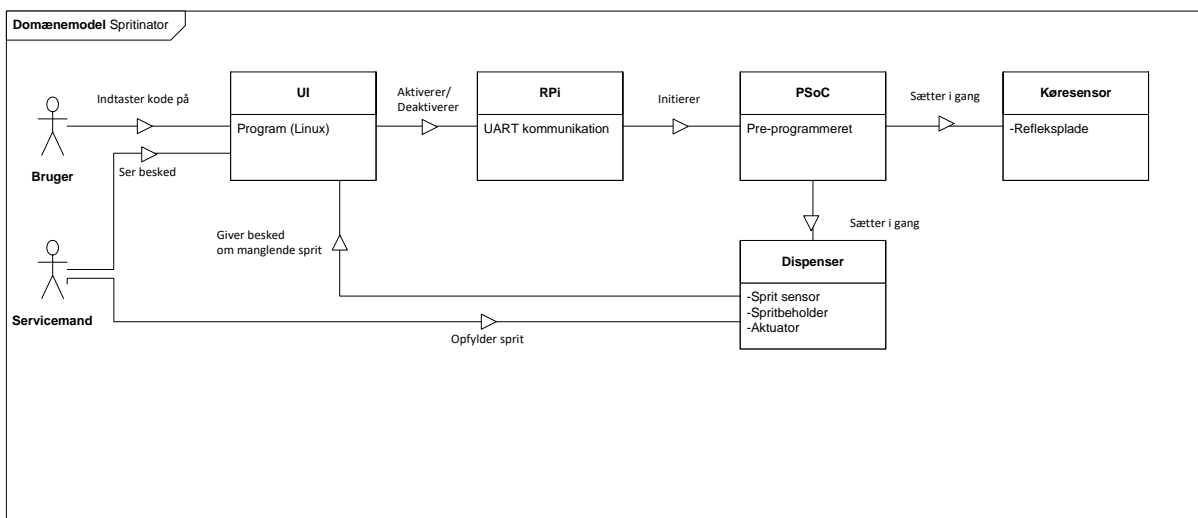 Domænemodel Spritinator
UI
RPi
PSoC
Køresensor
Indtaster kode på
Aktiverer/
Deaktiverer
Initierer
Sætter i gang
Program (Linux)
UART kommunikation
Pre-programmeret
-Refleksplade
Bruger
Ser besked
Giver besked
om manglende sprit
Sætter i gang
Dispenser
-Sprit sensor
-Spritbeholder
-Aktuator
Servicemand
Opfylder sprit